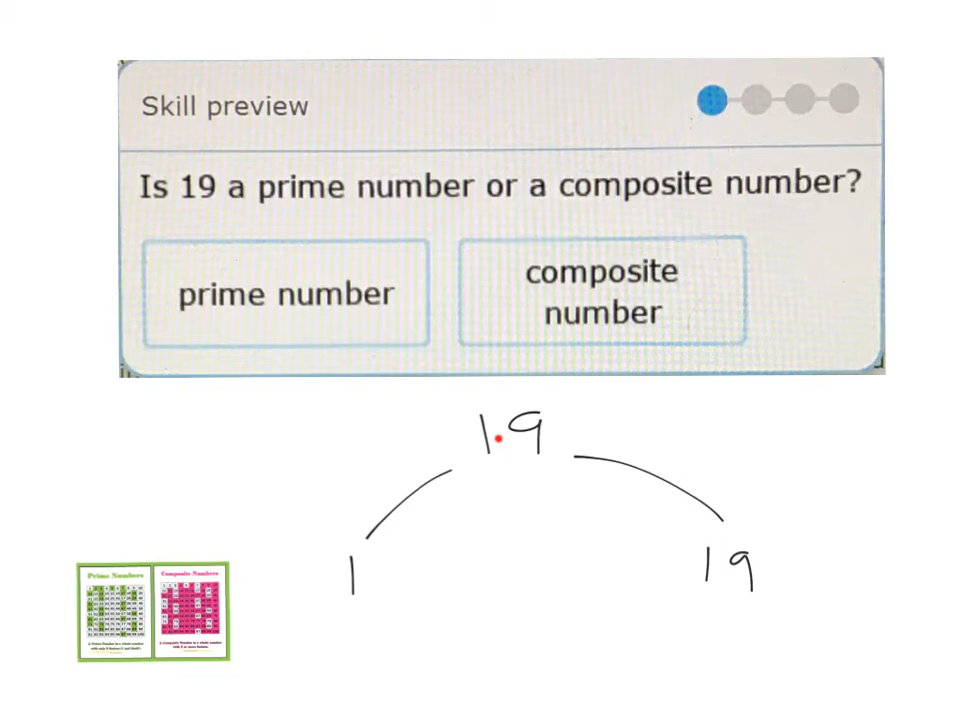 Skill preview
Is 19 a prime number or a composite number?
prime number
composite
number
19
1
19
Prime Numbers
Composite Numbers